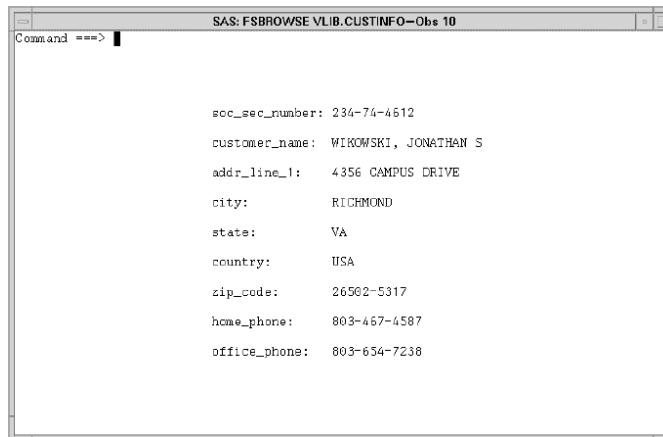 SAS: FSBROWSE VLIB.CUSTINFO—Obs 10
Command ===>
soc_sec_number: 234-74-4612
customer_name: WIKOWSKI, JONATHAN S
addr_line_1: 4356 CAMPUS DRIVE
city: RICHMOND
state: VA
country: USA
zip_code: 26502-5317
home_phone: 803-467-4587
office_phone: 803-654-7238